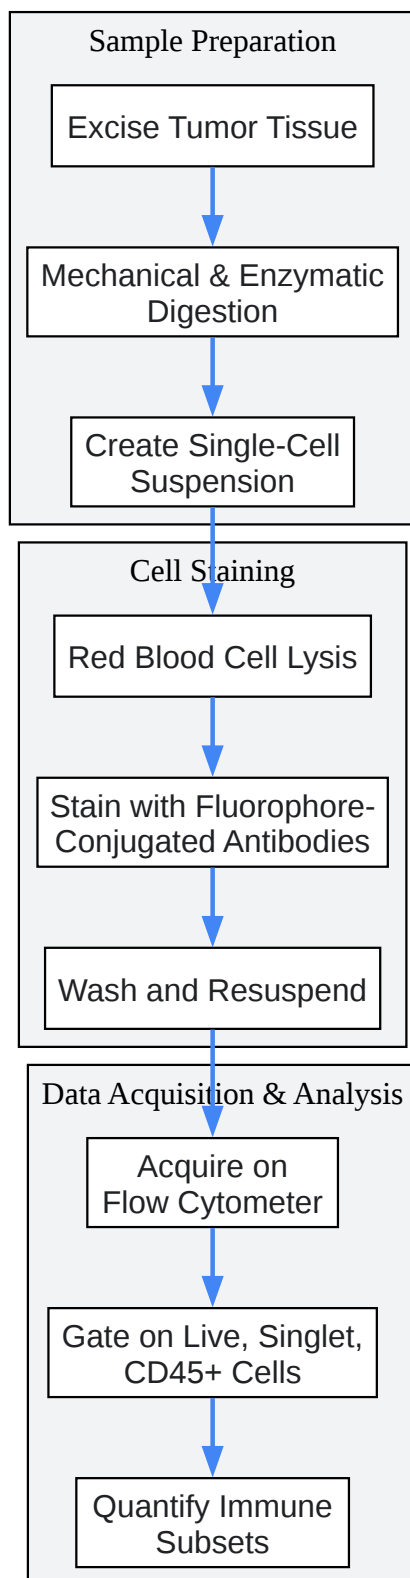 Sample Preparation
Excise Tumor Tissue
Mechanical & Enzymatic
Digestion
Create Single-Cell
Suspension
Cell Staining
Red Blood Cell Lysis
Stain with Fluorophore-
Conjugated Antibodies
Wash and Resuspend
Data Acquisition & Analysis
Acquire on
Flow Cytometer
Gate on Live, Singlet,
CD45+ Cells
Quantify Immune
Subsets